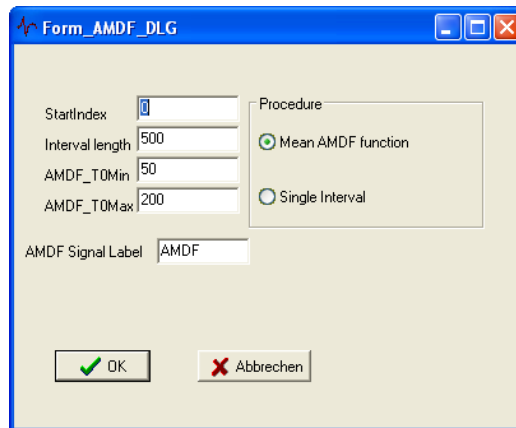 Form_AMDF_DLG
StartIndex 0
Interval length 500
AMDF_T0Min 50
AMDF_T0Max 200
AMDF Signal Label AMDF
Procedure
Mean AMDF function
Single Interval
OK
Abbrechen